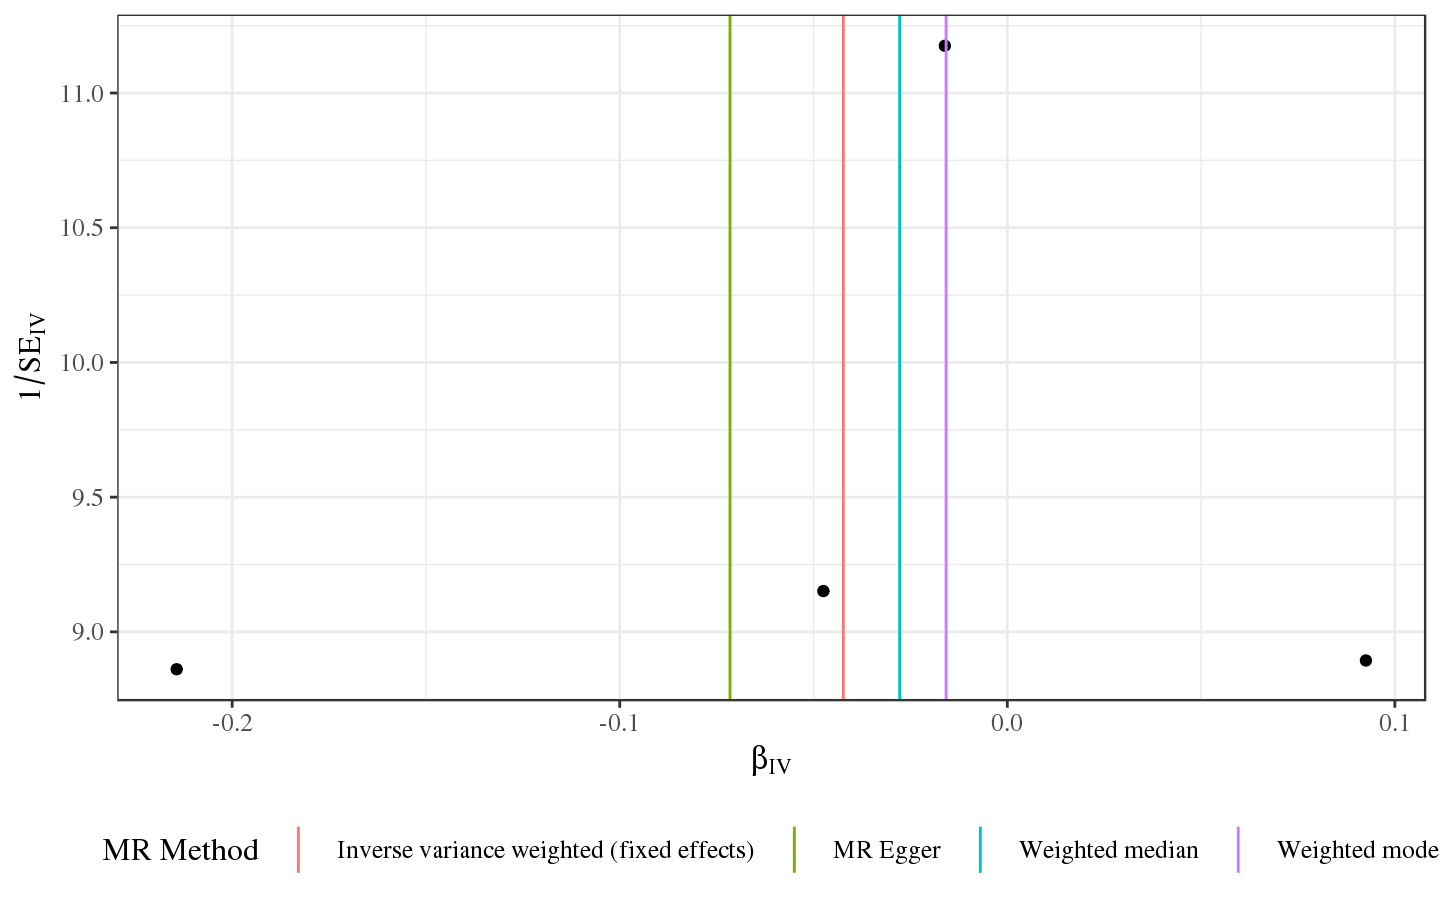 11.0
10.5
10.0
9.5
9.0
1/SE_IV
-0.2
-0.1
0.0
0.1
β_IV
MR Method
Inverse variance weighted (fixed effects)
MR Egger
Weighted median
Weighted mode